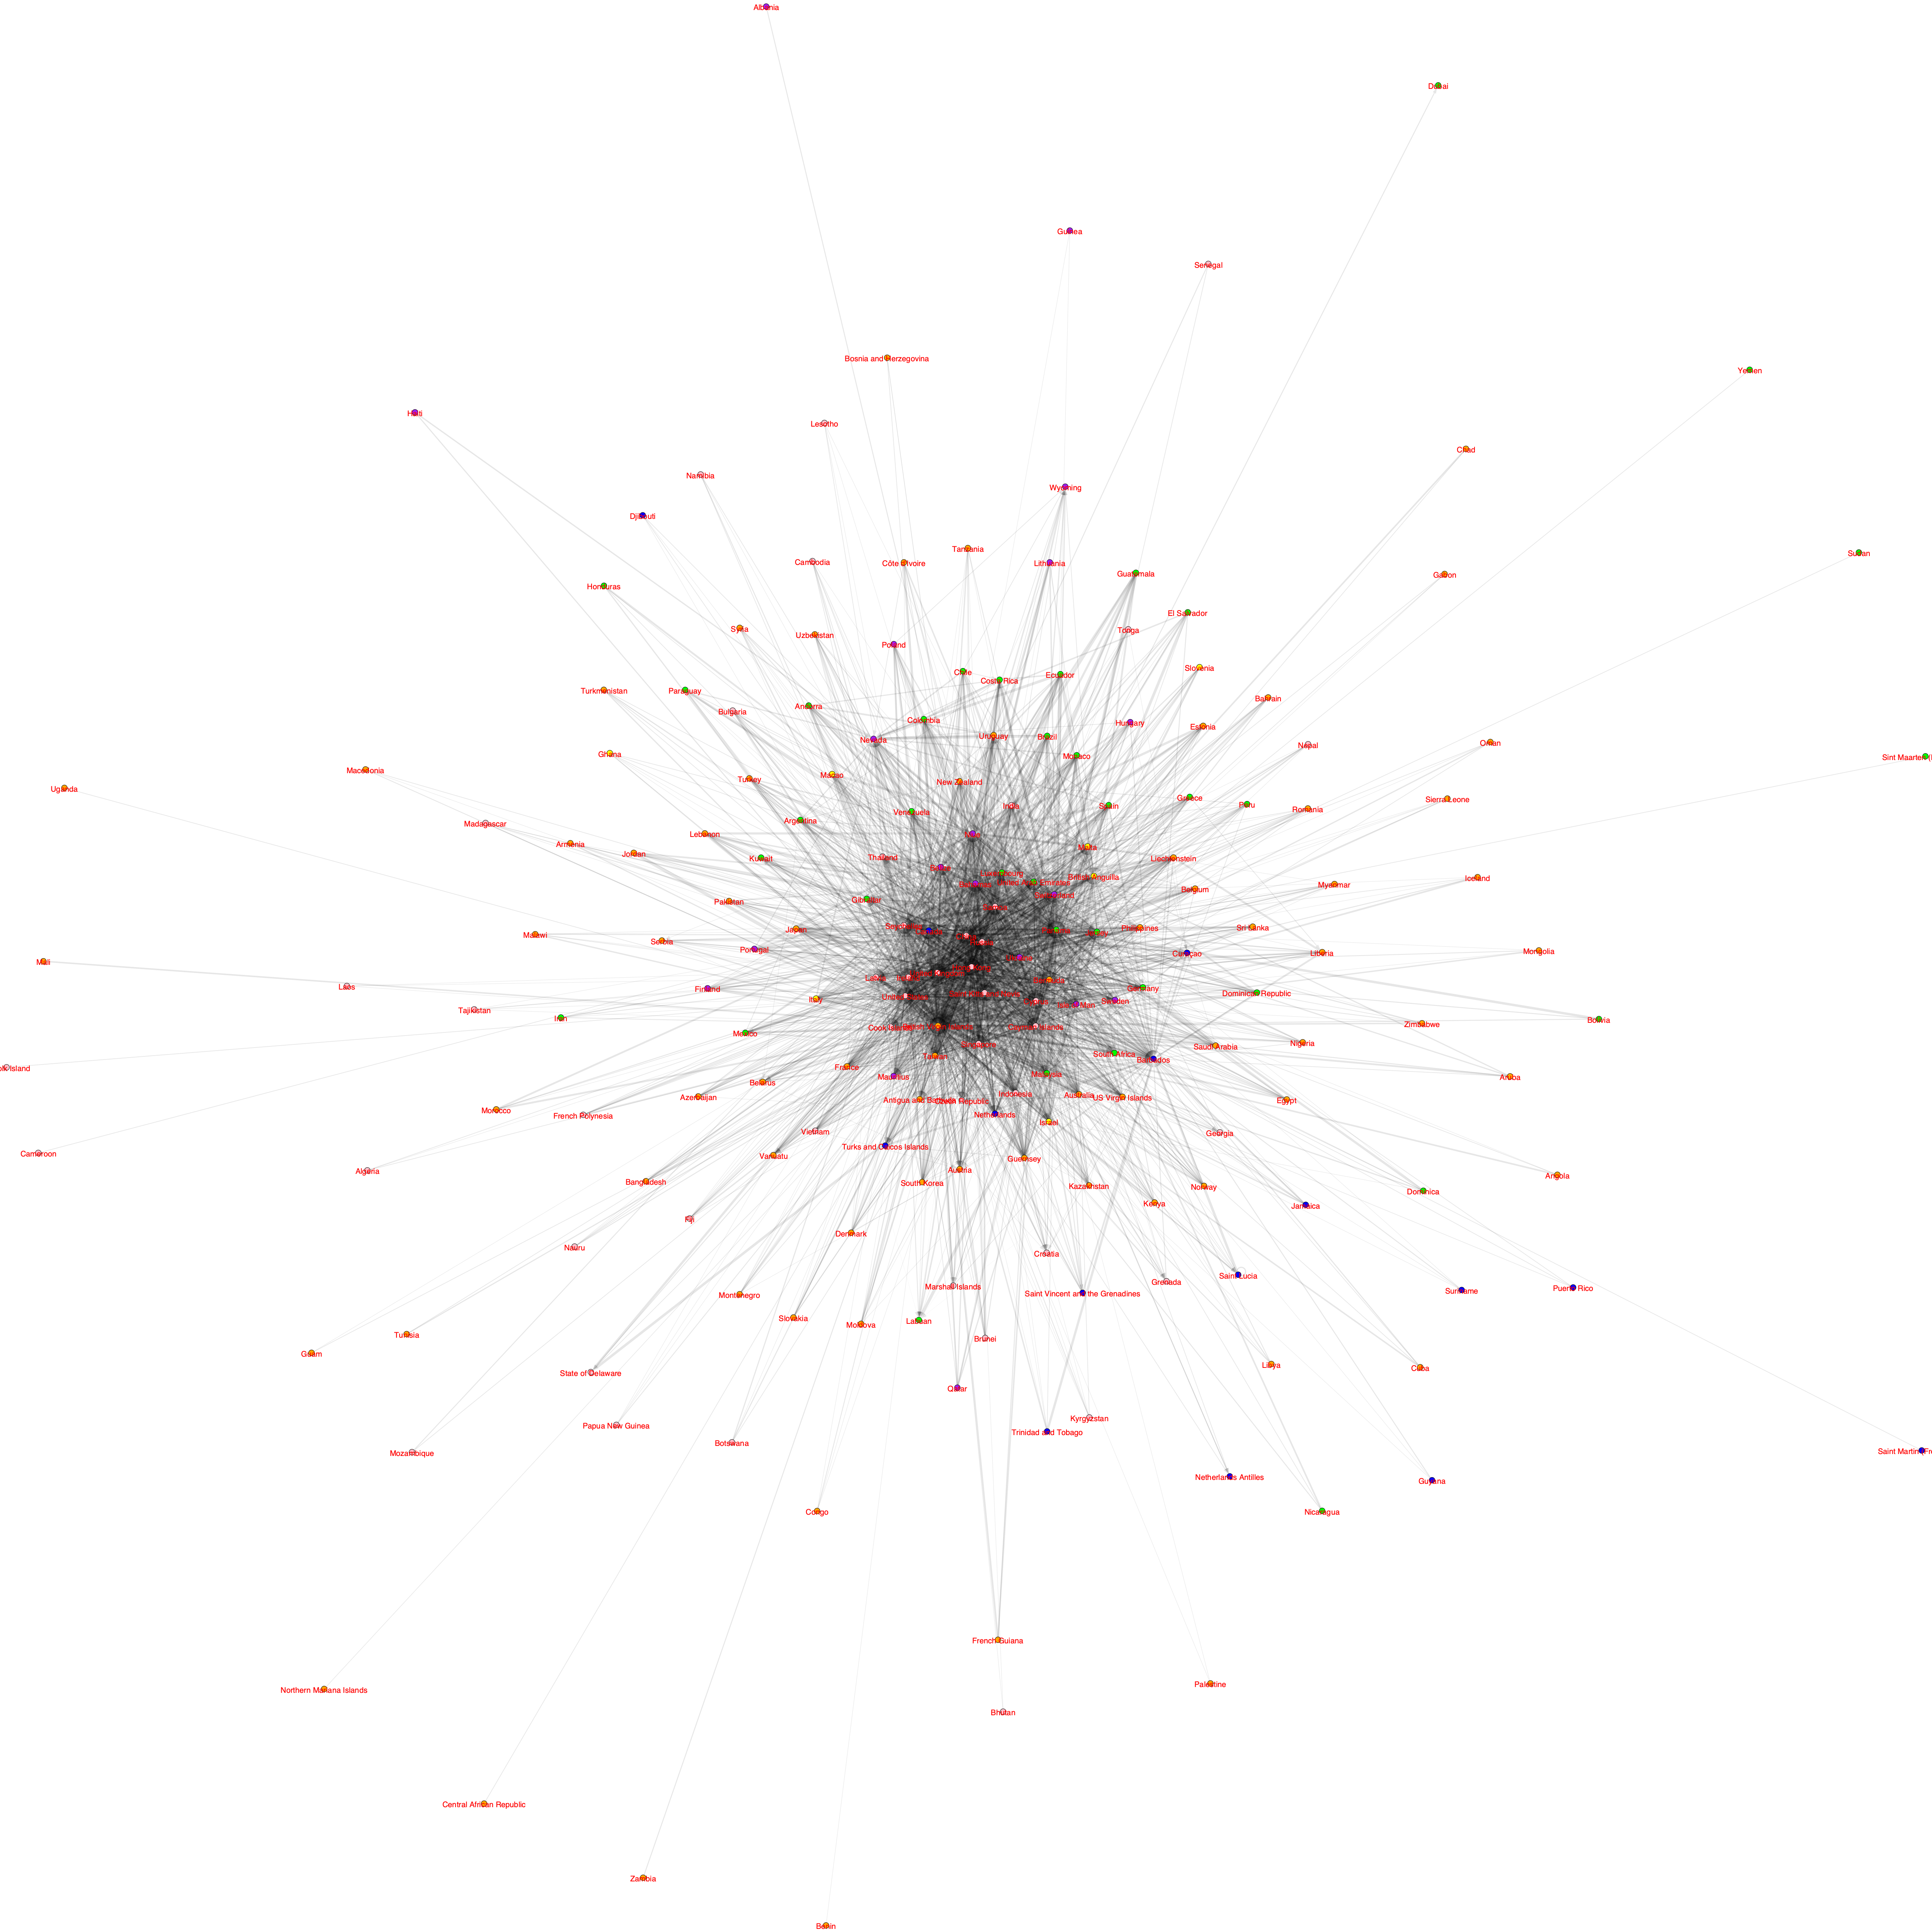 Albania
Dubai
Guinea
Senegal
Bosnia and Herzegovina
Yemen
Haiti
Lesotho
Chad
Namibia
Wyoming
Djibouti
Tanzania
Sudan
Cambodia
Côte d'Ivoire
Lithuania
Guatemala
Gabon
Honduras
El Salvador
Syria
Uzbekistan
Tonga
Poland
Slovenia
Chile
Costa Rica
Ecuador
Turkmenistan
Paraguay
Bahrain
Andorra
Bulgaria
Colombia
Hungary
Estonia
Nevada
Uruguay
Brazil
Nepal
Oman
Ghana
Monaco
Sint Maarten
Macedonia
Turkey
Macao
New Zealand
Uganda
Sierra Leone
Greece
Peru
Romania
Venezuela
India
Spain
Madagascar
Argentina
Lebanon
Armenia
Jordan
Kuwait
Thailand
Malta
Liechtenstein
British Anguilla
Iceland
Myanmar
Belgium
Pakistan
Gibraltar
Malawi
Serbia
Japan
Philippines
Sri Lanka
Portugal
Curaçao
Liberia
Mongolia
Mali
Laos
Finland
Italy
Germany
Dominican Republic
Tajikistan
Iran
Mexico
Sweden
Isle of Man
Zimbabwe
Bolivia
Cook Islands
Saudi Arabia
Nigeria
Taiwan
Singapore
South Africa
Barbados
France
Mauritius
Malaysia
Aruba
Belarus
Azerbaijan
Antigua and Barbuda
Czech Republic
Indonesia
Australia
US Virgin Islands
Egypt
Morocco
French Polynesia
Netherlands
Israel
Vietnam
Georgia
Turks and Caicos Islands
Cameroon
Vanuatu
Guernsey
Algeria
Austria
Angola
Bangladesh
South Korea
Kazakhstan
Norway
Dominica
Kenya
Jamaica
Fiji
Denmark
Nauru
Croatia
Saint Lucia
Grenada
Marshall Islands
Saint Vincent and the Grenadines
Suriname
Puerto Rico
Montenegro
Slovakia
Moldova
Labuan
Tunisia
Brunei
Guam
Libya
Cuba
State of Delaware
Qatar
Kyrgyzstan
Papua New Guinea
Trinidad and Tobago
Botswana
Mozambique
Saint Martin
Netherlands Antilles
Guyana
Congo
Nicaragua
French Guiana
Palestine
Northern Mariana Islands
Bhutan
Central African Republic
Zambia
Benin